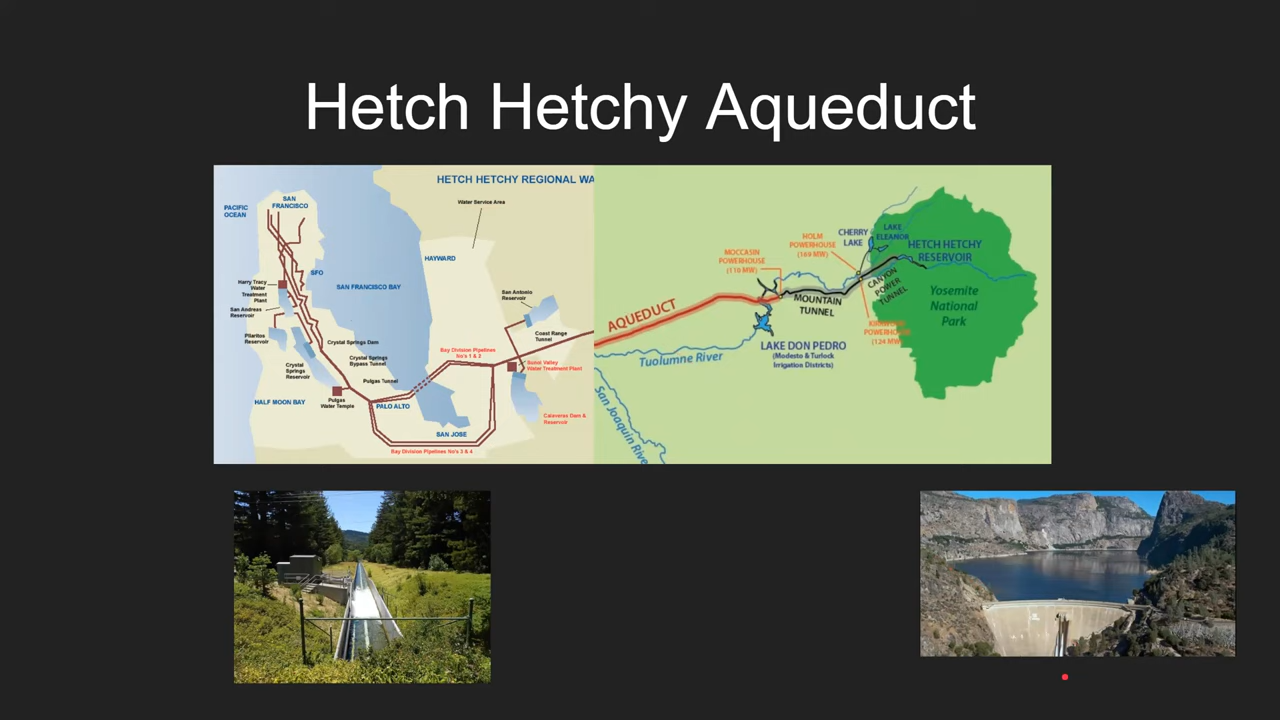 Hetch Hetchy Aqueduct
HETCH HETCHY REGIONAL WA
Water Service Area
PACIFIC
OCEAN
SAN
FRANCISCO
HAYWARD
SFO
SAN FRANCISCO BAY
Harry Tracy
Water
Treatment
Plant
San Andreas
Reservoir
Pilarcitos
Reservoir
Crystal
Springs
Reservoir
Crystal Springs Dam
Crystal Springs
Bypass Tunnel
Pulgas Tunnel
Pulgas
Water Temple
HALF MOON BAY
PALO ALTO
SAN JOSE
Bay Division Pipelines
No's 1 & 2
Bay Division Pipelines No's 3 & 4
San Antonio
Reservoir
Coast Range
Tunnel
Sunol Valley
Water Treatment Plant
Calaveras Dam &
Reservoir
AQUEDUCT
Tuolumne River
San Joaquin Rive
MOCCASIN
POWERHOUSE
(110 MW)
HOLM
POWERHOUSE
(169 MW)
CHERRY
LAKE
LAKE
ELEANOR
HETCH HETCHY
RESERVOIR
CANYON
POWER
TUNNEL
MOUNTAIN
TUNNEL
Yosemite
National
Park
(124 MW)
LAKE DON PEDRO
(Modesto & Turlock
Irrigation Districts)